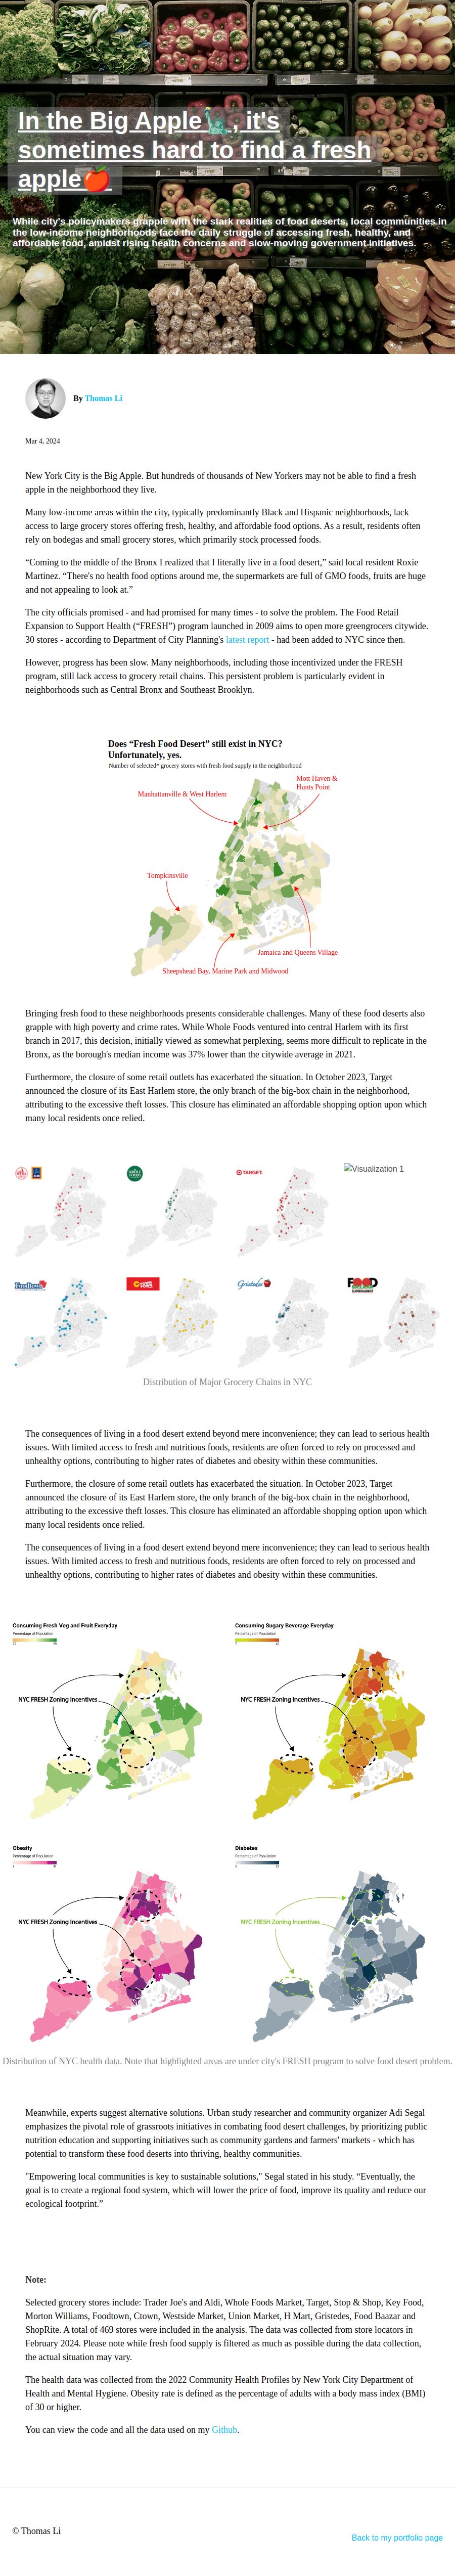 In the Big Apple🗽, it's
sometimes hard to find a fresh
apple🍎
While city's policymakers grapple with the stark realities of food deserts, local communities in
the low-income neighborhoods face the daily struggle of accessing fresh, healthy, and
affordable food, amidst rising health concerns and slow-moving government initiatives.
By Thomas Li
Mar 4, 2024
New York City is the Big Apple. But hundreds of thousands of New Yorkers may not be able to find a fresh
apple in the neighborhood they live.
Many low-income areas within the city, typically predominantly Black and Hispanic neighborhoods, lack
access to large grocery stores offering fresh, healthy, and affordable food options. As a result, residents often
rely on bodegas and small grocery stores, which primarily stock processed foods.
“Coming to the middle of the Bronx I realized that I literally live in a food desert,” said local resident Roxie
Martinez. “There's no health food options around me, the supermarkets are full of GMO foods, fruits are huge
and not appealing to look at.”
The city officials promised - and had promised for many times - to solve the problem. The Food Retail
Expansion to Support Health (“FRESH”) program launched in 2009 aims to open more greengrocers citywide.
30 stores - according to Department of City Planning's latest report - had been added to NYC since then.
However, progress has been slow. Many neighborhoods, including those incentivized under the FRESH
program, still lack access to grocery retail chains. This persistent problem is particularly evident in
neighborhoods such as Central Bronx and Southeast Brooklyn.
Does “Fresh Food Desert” still exist in NYC?
Unfortunately, yes.
Number of selected* grocery stores with fresh food supply in the neighborhood
Mott Haven &
Hunts Point
Manhattanville & West Harlem
Tompkinsville
Jamaica and Queens Village
Sheepshead Bay, Marine Park and Midwood
Bringing fresh food to these neighborhoods presents considerable challenges. Many of these food deserts also
grapple with high poverty and crime rates. While Whole Foods ventured into central Harlem with its first
branch in 2017, this decision, initially viewed as somewhat perplexing, seems more difficult to replicate in the
Bronx, as the borough's median income was 37% lower than the citywide average in 2021.
Furthermore, the closure of some retail outlets has exacerbated the situation. In October 2023, Target
announced the closure of its East Harlem store, the only branch of the big-box chain in the neighborhood,
attributing to the excessive theft losses. This closure has eliminated an affordable shopping option upon which
many local residents once relied.
WHOLE FOODS
TARGET
Visualization 1
Foodtown
C TOWN
Gristedes
FOOD BAZAAR
SUPERMARKET
Distribution of Major Grocery Chains in NYC
The consequences of living in a food desert extend beyond mere inconvenience; they can lead to serious health
issues. With limited access to fresh and nutritious foods, residents are often forced to rely on processed and
unhealthy options, contributing to higher rates of diabetes and obesity within these communities.
Furthermore, the closure of some retail outlets has exacerbated the situation. In October 2023, Target
announced the closure of its East Harlem store, the only branch of the big-box chain in the neighborhood,
attributing to the excessive theft losses. This closure has eliminated an affordable shopping option upon which
many local residents once relied.
The consequences of living in a food desert extend beyond mere inconvenience; they can lead to serious health
issues. With limited access to fresh and nutritious foods, residents are often forced to rely on processed and
unhealthy options, contributing to higher rates of diabetes and obesity within these communities.
Consuming Fresh Veg and Fruit Everyday
Percentage of Population
NYC FRESH Zoning Incentives
Consuming Sugary Beverage Everyday
Percentage of Population
NYC FRESH Zoning Incentives
Obesity
Percentage of Population
NYC FRESH Zoning Incentives
Diabetes
Percentage of Population
NYC FRESH Zoning Incentives
Distribution of NYC health data. Note that highlighted areas are under city's FRESH program to solve food desert problem.
Meanwhile, experts suggest alternative solutions. Urban study researcher and community organizer Adi Segal
emphasizes the pivotal role of grassroots initiatives in combating food desert challenges, by prioritizing public
nutrition education and supporting initiatives such as community gardens and farmers' markets - which has
potential to transform these food deserts into thriving, healthy communities.
"Empowering local communities is key to sustainable solutions," Segal stated in his study. “Eventually, the
goal is to create a regional food system, which will lower the price of food, improve its quality and reduce our
ecological footprint.”
Note:
Selected grocery stores include: Trader Joe's and Aldi, Whole Foods Market, Target, Stop & Shop, Key Food,
Morton Williams, Foodtown, Ctown, Westside Market, Union Market, H Mart, Gristedes, Food Baazar and
ShopRite. A total of 469 stores were included in the analysis. The data was collected from store locators in
February 2024. Please note while fresh food supply is filtered as much as possible during the data collection,
the actual situation may vary.
The health data was collected from the 2022 Community Health Profiles by New York City Department of
Health and Mental Hygiene. Obesity rate is defined as the percentage of adults with a body mass index (BMI)
of 30 or higher.
You can view the code and all the data used on my Github.
© Thomas Li
Back to my portfolio page